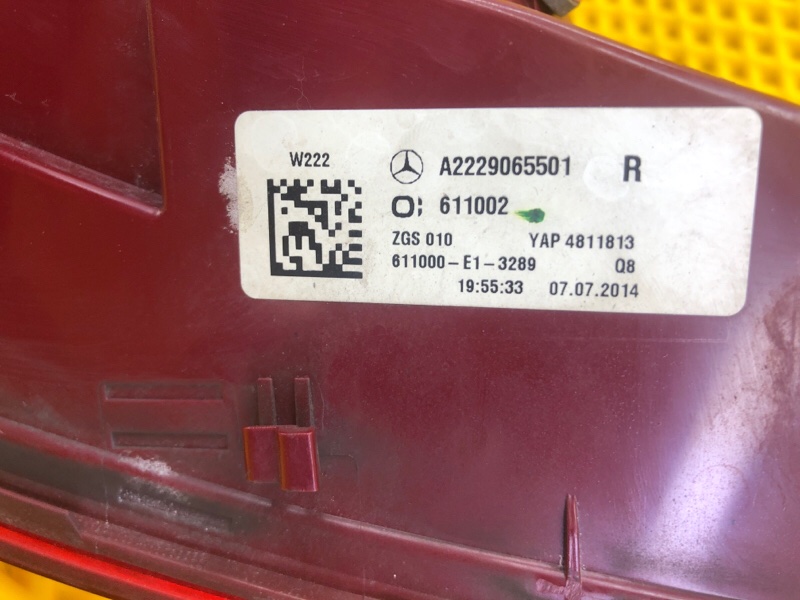 W222
A2229065501 R
611002
ZGS 010 YAP 4811813
611000-E1-3289 Q8
19:55:33 07.07.2014